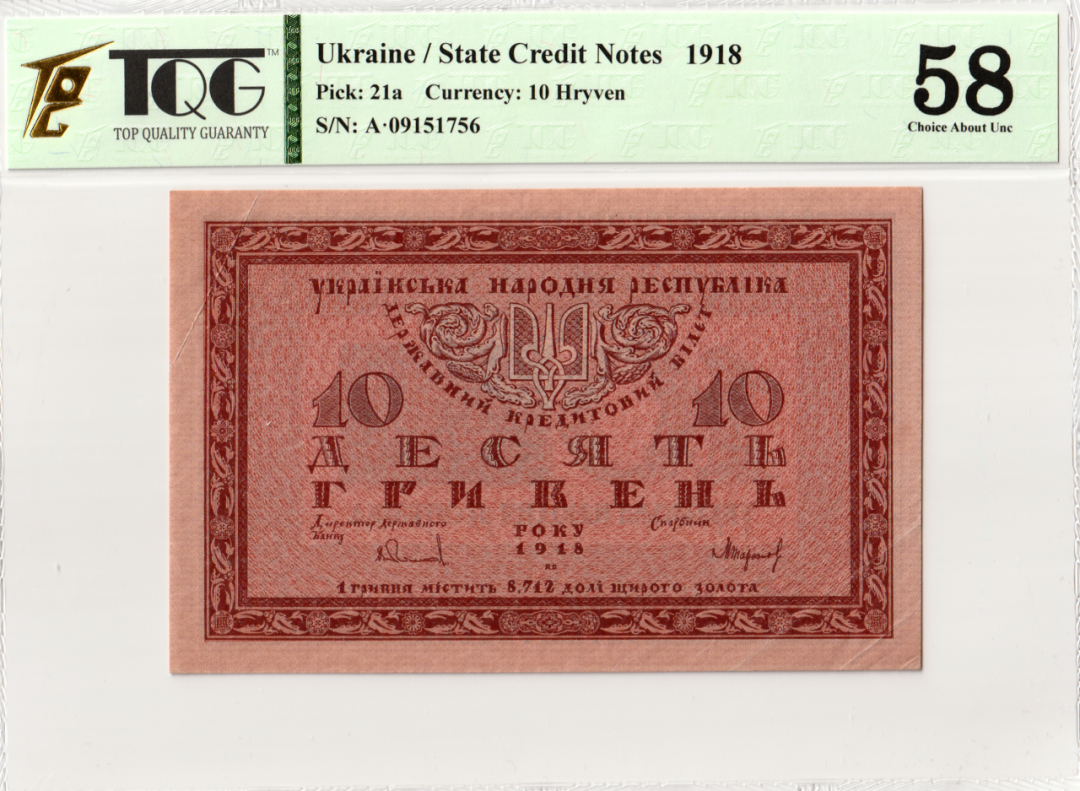 TQG™
TOP QUALITY GUARANTY
Ukraine / State Credit Notes 1918
Pick: 21a Currency: 10 Hryven
S/N: A·09151756
58
Choice About Unc
УКРАЇНСЬКА НАРОДНЯ РЕСПУБЛІКА
ДЕРЖАВНИЙ КРЕДИТОВИЙ БІЛЕТ
10 10
ДЕСЯТЬ
ГРИВЕНЬ
Директор Державного Скарбник
Банку
РОКУ
1918
1 гривня містить 8,712 долі щирого золота